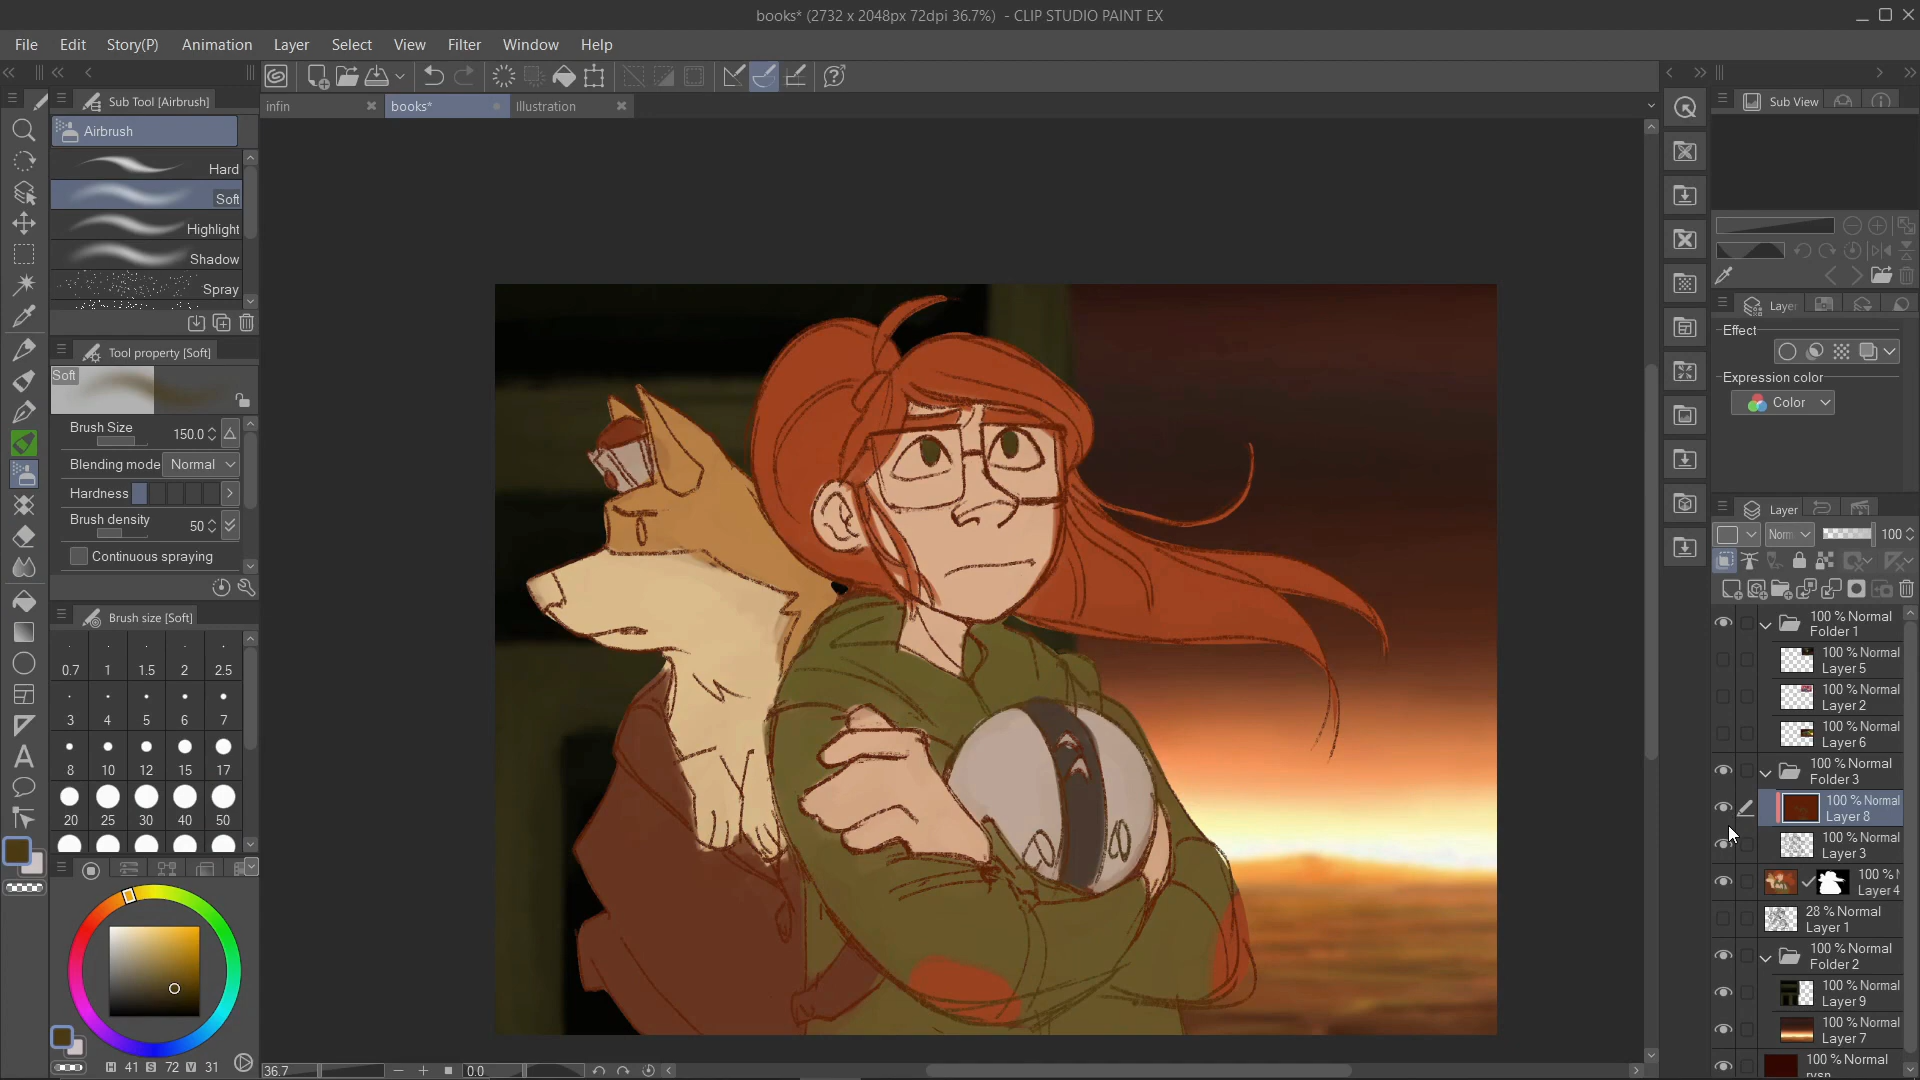 books* (2732 x 2048px 72dpi 36.7%) - CLIP STUDIO PAINT EX
File Edit Story(P) Animation Layer Select View Filter Window Help
Sub Tool [Airbrush]
infin books* Illustration
Sub View
Airbrush
Hard
Soft
Highlight
Shadow
Spray
Layer
Effect
Tool property [Soft]
Soft
Expression color
Color
Brush Size 150.0
Blending mode Normal
Hardness
Brush density 50
Continuous spraying
Layer
Norm 100
Brush size [Soft]
0.7 1 1.5 2 2.5
3 4 5 6 7
8 10 12 15 17
20 25 30 40 50
100 % Normal
Folder 1
100 % Normal
Layer 5
100 % Normal
Layer 2
100 % Normal
Layer 6
100 % Normal
Folder 3
100 % Normal
Layer 8
100 % Normal
Layer 3
100 %
Layer 4
28 % Normal
Layer 1
100 % Normal
Folder 2
100 % Normal
Layer 9
100 % Normal
Layer 7
100 % Normal
H 41 S 72 V 31
36.7 0.0